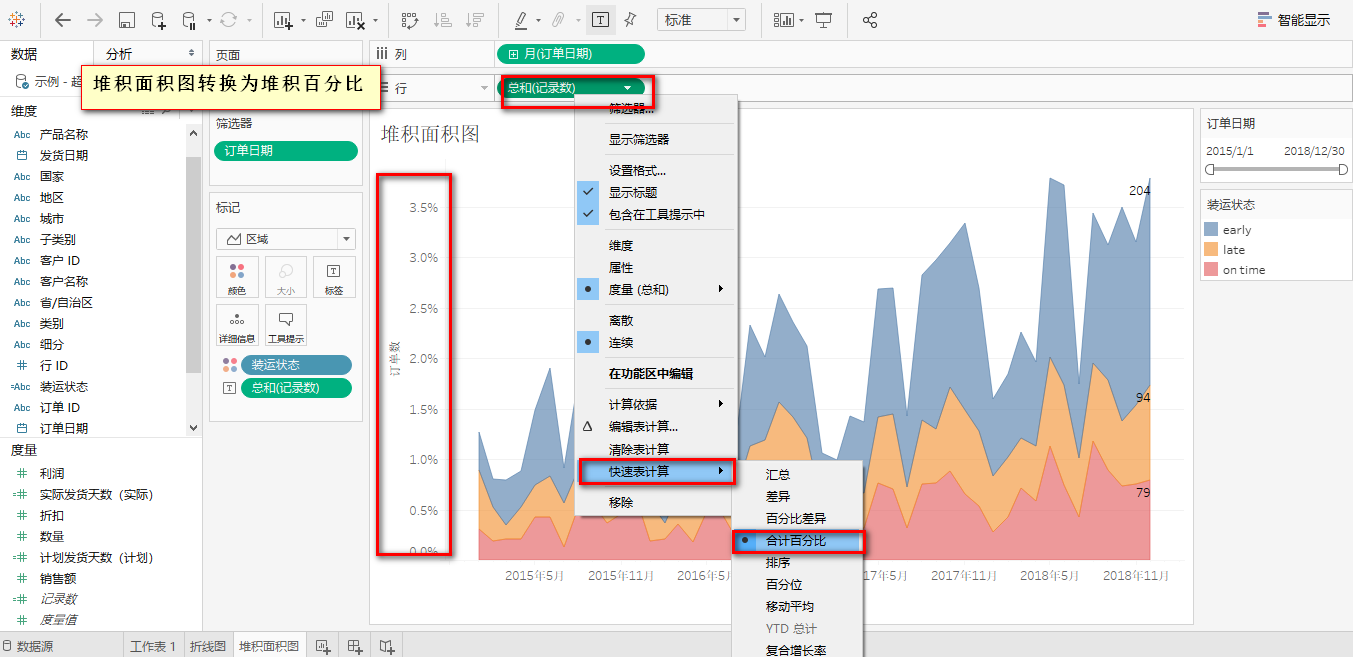 标准
智能显示
数据
分析
页面
列
月(订单日期)
示例 - 超
堆积面积图转换为堆积百分比
行
总和(记录数)
维度
Abc 产品名称
发货日期
Abc 国家
Abc 地区
Abc 城市
Abc 子类别
Abc 客户 ID
Abc 客户名称
Abc 省/自治区
Abc 类别
Abc 细分
行 ID
=Abc 装运状态
Abc 订单 ID
订单日期
度量
利润
实际发货天数（实际）
折扣
数量
计划发货天数（计划）
销售额
记录数
度量值
筛选器
订单日期
标记
区域
颜色
大小
标签
详细信息
工具提示
装运状态
总和(记录数)
堆积面积图
订单数
3.5%
3.0%
2.5%
2.0%
1.5%
1.0%
0.5%
0.0%
204
94
79
2015年5月
2015年11月
2016年5月
17年5月
2017年11月
2018年5月
2018年11月
筛选器...
显示筛选器
设置格式...
显示标题
包含在工具提示中
维度
属性
度量 (总和)
离散
连续
在功能区中编辑
计算依据
编辑表计算...
清除表计算
快速表计算
移除
汇总
差异
百分比差异
合计百分比
排序
百分位
移动平均
YTD 总计
复合增长率
订单日期
2015/1/1
2018/12/30
装运状态
early
late
on time
数据源
工作表 1
折线图
堆积面积图